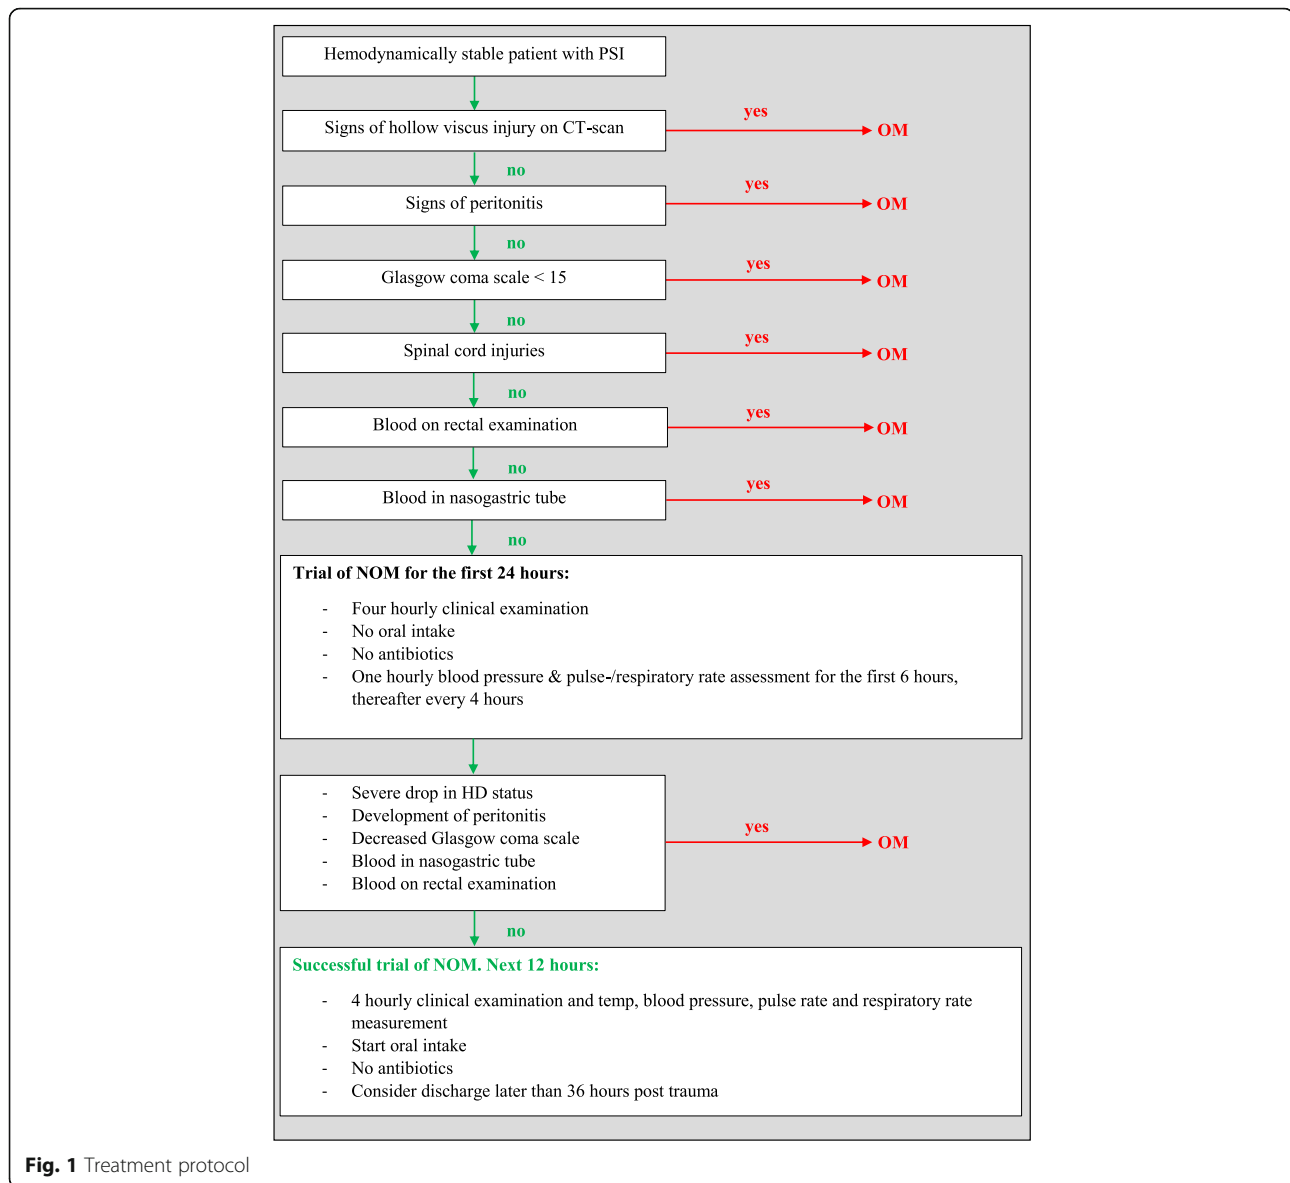 Hemodynamically stable patient with PSI
Signs of hollow viscus injury on CT-scan
yes
OM
no
Signs of peritonitis
yes
OM
no
Glasgow coma scale < 15
yes
OM
no
Spinal cord injuries
yes
OM
no
Blood on rectal examination
yes
OM
no
Blood in nasogastric tube
yes
OM
no
Trial of NOM for the first 24 hours:
- Four hourly clinical examination
- No oral intake
- No antibiotics
- One hourly blood pressure & pulse-/respiratory rate assessment for the first 6 hours,
thereafter every 4 hours
- Severe drop in HD status
- Development of peritonitis
- Decreased Glasgow coma scale
- Blood in nasogastric tube
- Blood on rectal examination
yes
OM
no
Successful trial of NOM. Next 12 hours:
- 4 hourly clinical examination and temp, blood pressure, pulse rate and respiratory rate
measurement
- Start oral intake
- No antibiotics
- Consider discharge later than 36 hours post trauma
Fig. 1 Treatment protocol